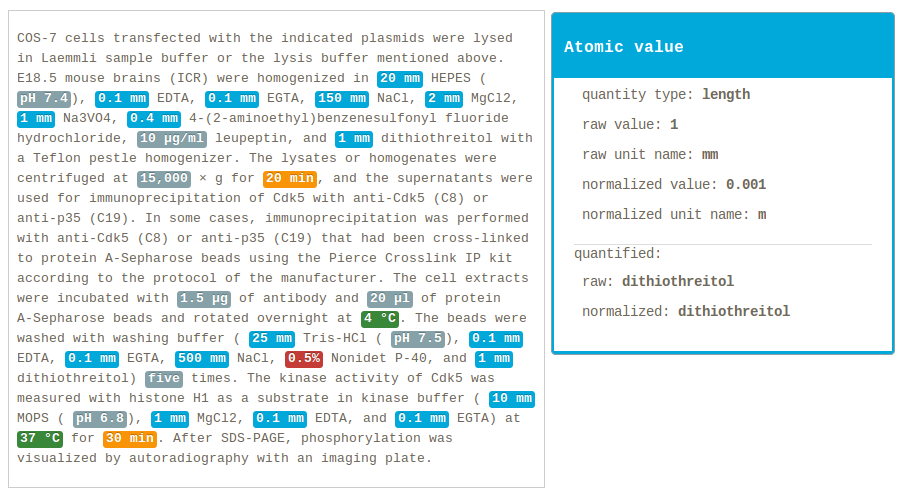 COS-7 cells transfected with the indicated plasmids were lysed
in Laemmli sample buffer or the lysis buffer mentioned above.
E18.5 mouse brains (ICR) were homogenized in 20 mm HEPES (
pH 7.4), 0.1 mm EDTA, 0.1 mm EGTA, 150 mm NaCl, 2 mm MgCl2,
1 mm Na3VO4, 0.4 mm 4-(2-aminoethyl)benzenesulfonyl fluoride
hydrochloride, 10 μg/ml leupeptin, and 1 mm dithiothreitol with
a Teflon pestle homogenizer. The lysates or homogenates were
centrifuged at 15,000 × g for 20 min, and the supernatants were
used for immunoprecipitation of Cdk5 with anti-Cdk5 (C8) or
anti-p35 (C19). In some cases, immunoprecipitation was performed
with anti-Cdk5 (C8) or anti-p35 (C19) that had been cross-linked
to protein A-Sepharose beads using the Pierce Crosslink IP kit
according to the protocol of the manufacturer. The cell extracts
were incubated with 1.5 μg of antibody and 20 μl of protein
A-Sepharose beads and rotated overnight at 4 °C. The beads were
washed with washing buffer ( 25 mm Tris-HCl ( pH 7.5), 0.1 mm
EDTA, 0.1 mm EGTA, 500 mm NaCl, 0.5% Nonidet P-40, and 1 mm
dithiothreitol) five times. The kinase activity of Cdk5 was
measured with histone H1 as a substrate in kinase buffer ( 10 mm
MOPS ( pH 6.8), 1 mm MgCl2, 0.1 mm EDTA, and 0.1 mm EGTA) at
37 °C for 30 min. After SDS-PAGE, phosphorylation was
visualized by autoradiography with an imaging plate.
Atomic value
quantity type: length
raw value: 1
raw unit name: mm
normalized value: 0.001
normalized unit name: m
quantified:
raw: dithiothreitol
normalized: dithiothreitol